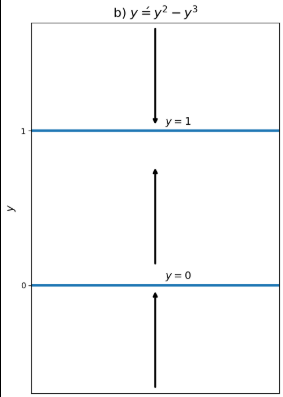 b) y′ = y² − y³
y = 1
1
y
y = 0
0